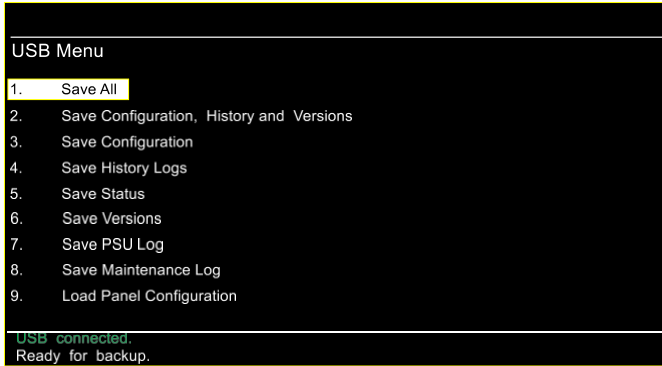 USB Menu
1. Save All
2. Save Configuration, History and Versions
3. Save Configuration
4. Save History Logs
5. Save Status
6. Save Versions
7. Save PSU Log
8. Save Maintenance Log
9. Load Panel Configuration
USB connected.
Ready for backup.